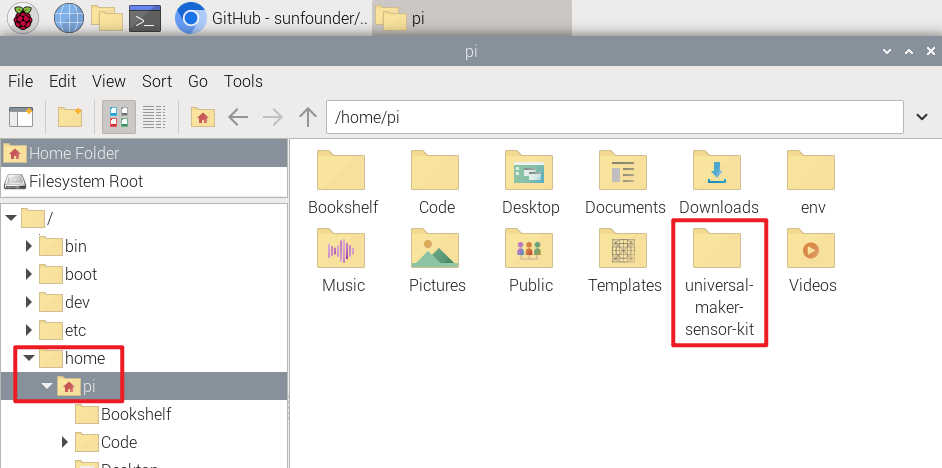 GitHub - sunfounder/..
pi
pi
File Edit View Sort Go Tools
/home/pi
Home Folder
Filesystem Root
/
bin
boot
dev
etc
home
pi
Bookshelf
Code
Desktop
Bookshelf Code Desktop Documents Downloads env
Music Pictures Public Templates universal-
maker-
sensor-kit
Videos